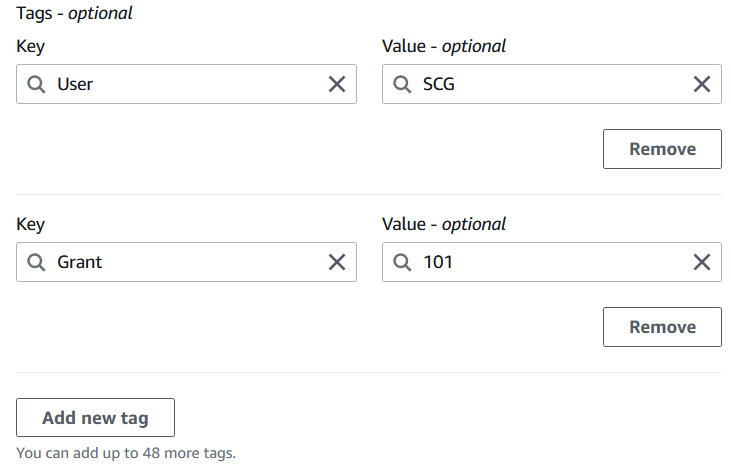 Tags - optional
Key Value - optional
User SCG
Remove
Key Value - optional
Grant 101
Remove
Add new tag
You can add up to 48 more tags.